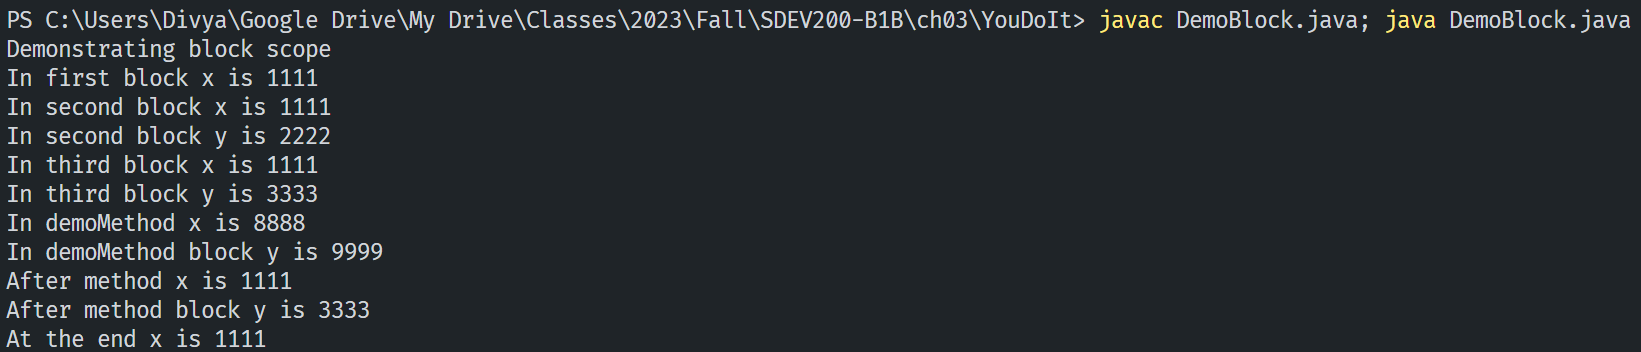 PS C:\Users\Divya\Google Drive\My Drive\Classes\2023\Fall\SDEV200-B1B\ch03\YouDoIt> javac DemoBlock.java; java DemoBlock.java
Demonstrating block scope
In first block x is 1111
In second block x is 1111
In second block y is 2222
In third block x is 1111
In third block y is 3333
In demoMethod x is 8888
In demoMethod block y is 9999
After method x is 1111
After method block y is 3333
At the end x is 1111